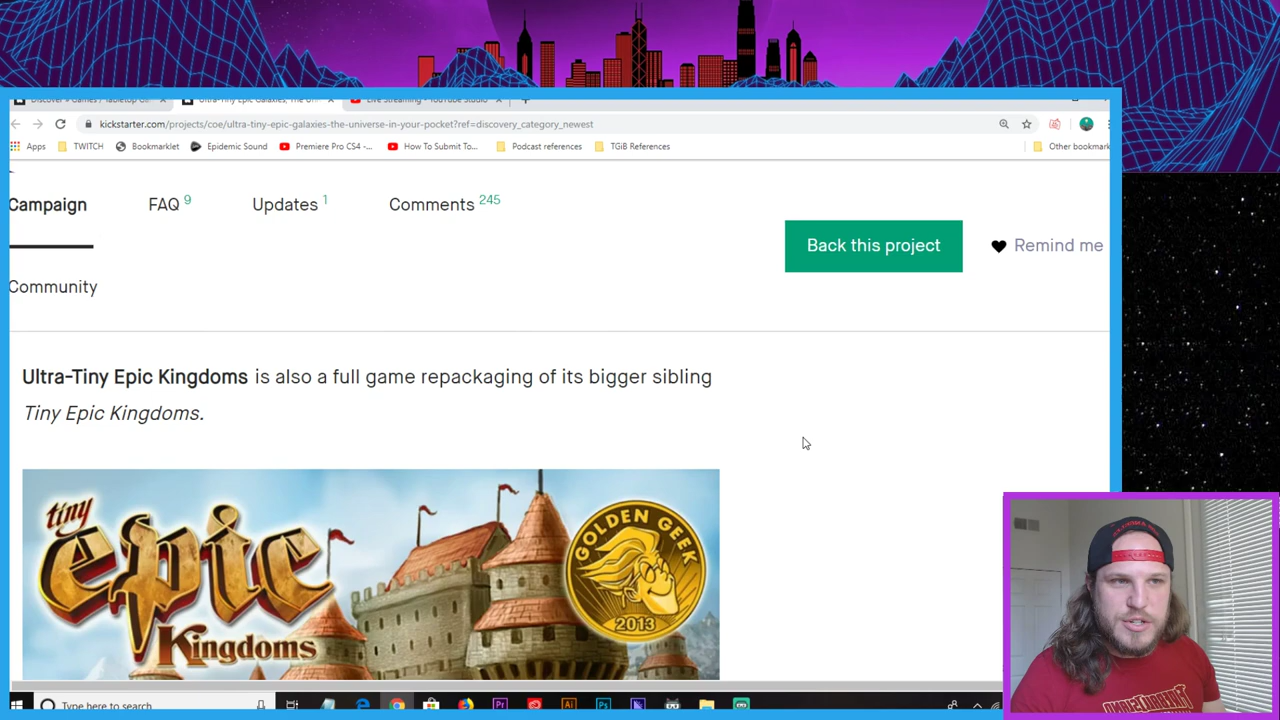 kickstarter.com/projects/coe/ultra-tiny-epic-galaxies-the-universe-in-your-pocket?ref=discovery_category_newest
Apps TWITCH Bookmarklet Epidemic Sound Premiere Pro CS4 -... How To Submit To... Podcast references TGiB References Other bookmark
Campaign FAQ 9 Updates 1 Comments 245
Back this project Remind me
Community
Ultra-Tiny Epic Kingdoms is also a full game repackaging of its bigger sibling
Tiny Epic Kingdoms.
tiny
epic
Kingdoms
GOLDEN GEEK
2013
Type here to search